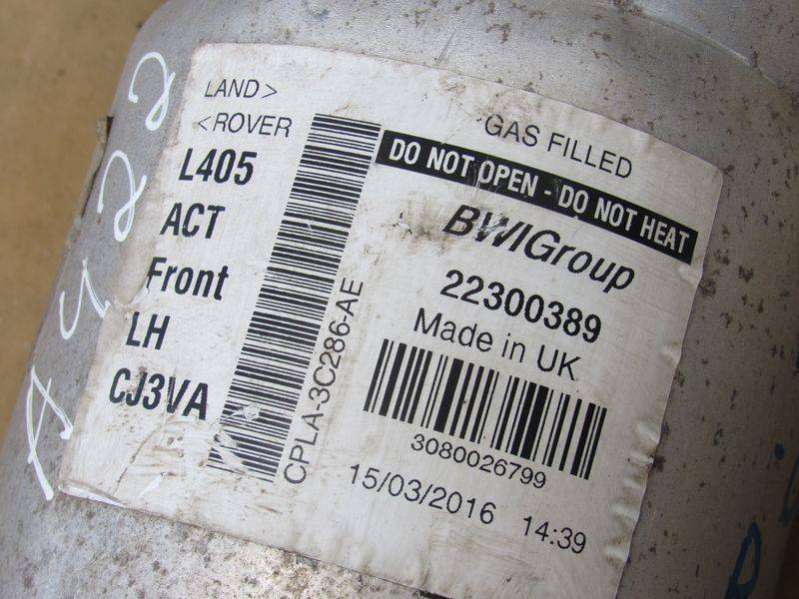 LAND>
<ROVER
L405
ACT
Front
LH
CJ3VA
CPLA-3C286-AE
GAS FILLED
DO NOT OPEN - DO NOT HEAT
BWIGroup
22300389
Made in UK
3080026799
15/03/2016 14:39